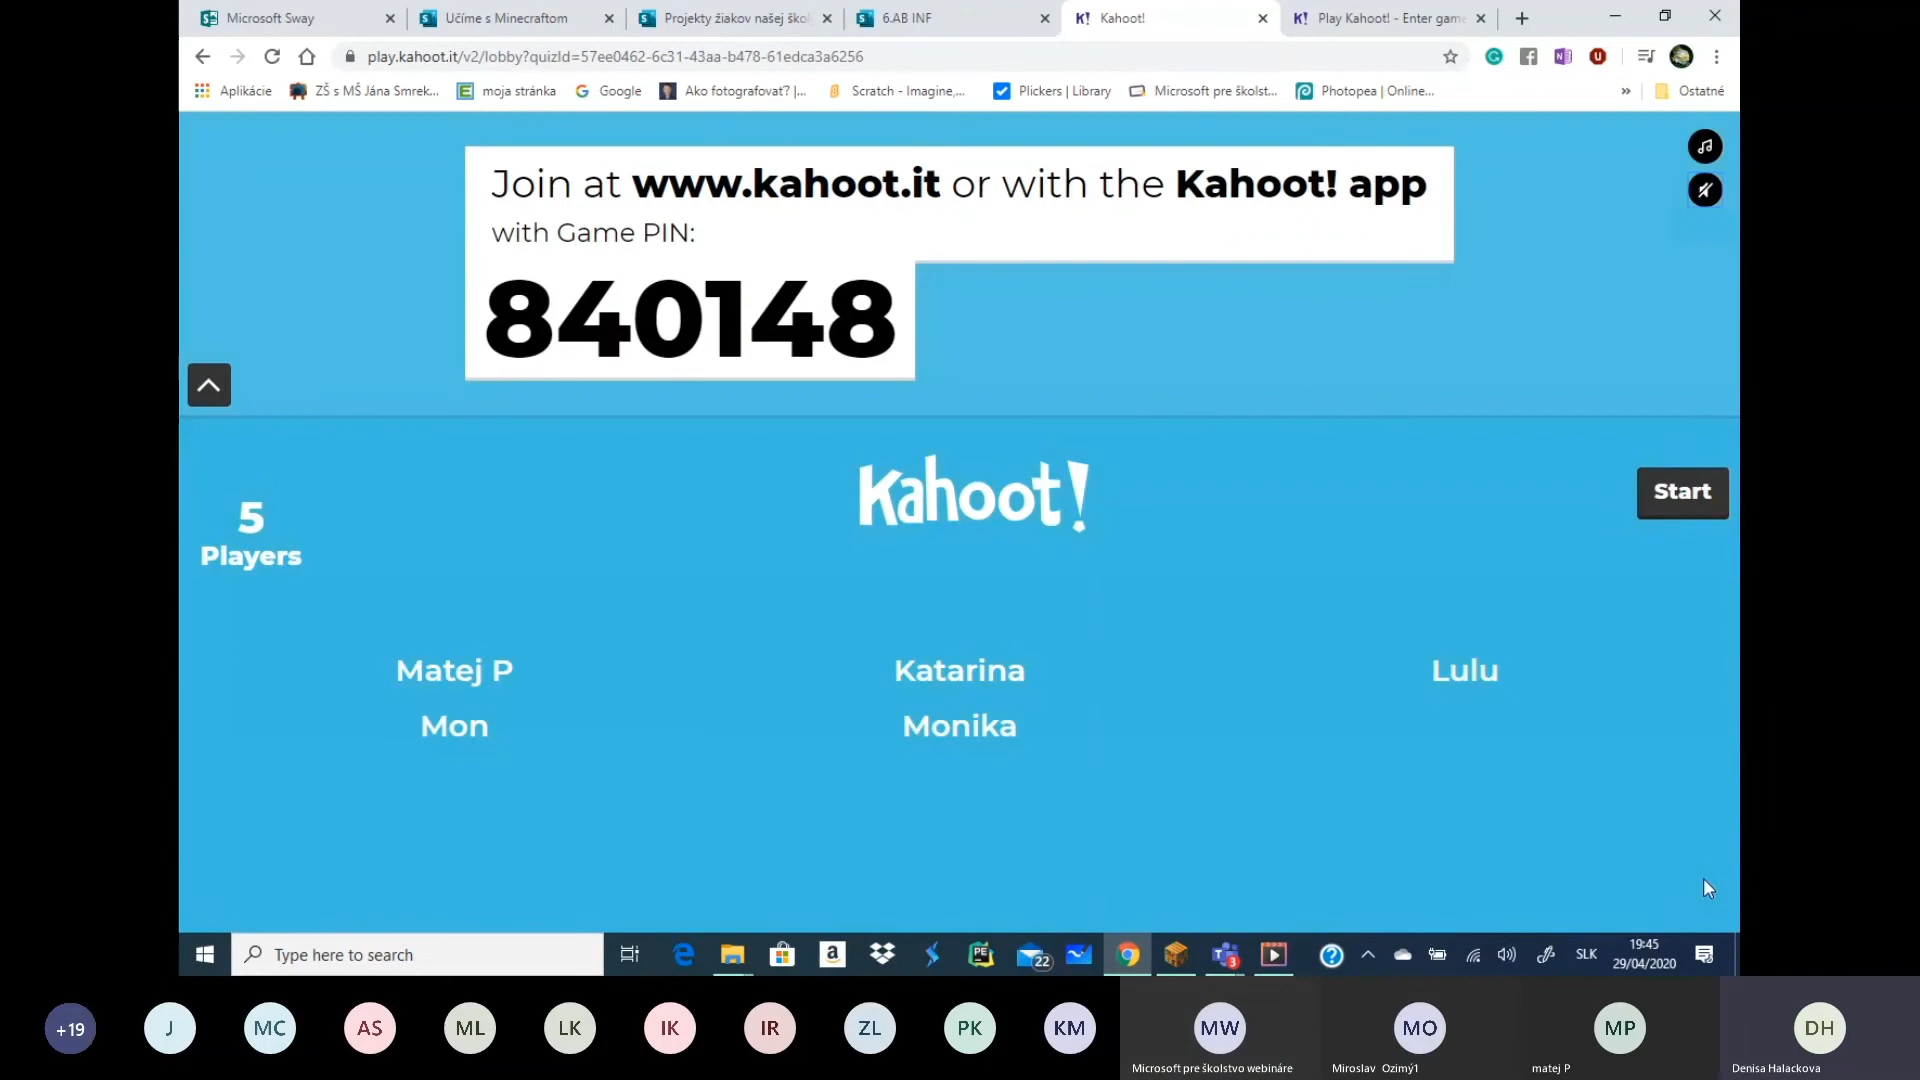 Microsoft Sway
Učíme s Minecraftom
Projekty žiakov našej ško
6.AB INF
K! Kahoot!
K! Play Kahoot! - Enter game
play.kahoot.it/v2/lobby?quizId=57ee0462-6c31-43aa-b478-61edca3a6256
Aplikácie
ZŠ s MŠ Jána Smrek...
moja stránka
Google
Ako fotografovať? |...
Scratch - Imagine,...
Plickers | Library
Microsoft pre školst...
Photopea | Online...
»
Ostatné
Join at www.kahoot.it or with the Kahoot! app
with Game PIN:
840148
Kahoot!
Start
5
Players
Matej P
Katarina
Lulu
Mon
Monika
Type here to search
22
3
SLK
19:45
29/04/2020
+19
J
MC
AS
ML
LK
IK
IR
ZL
PK
KM
MW
MO
MP
DH
Microsoft pre školstvo webináre
Miroslav Ozimý1
matej P
Denisa Halackova